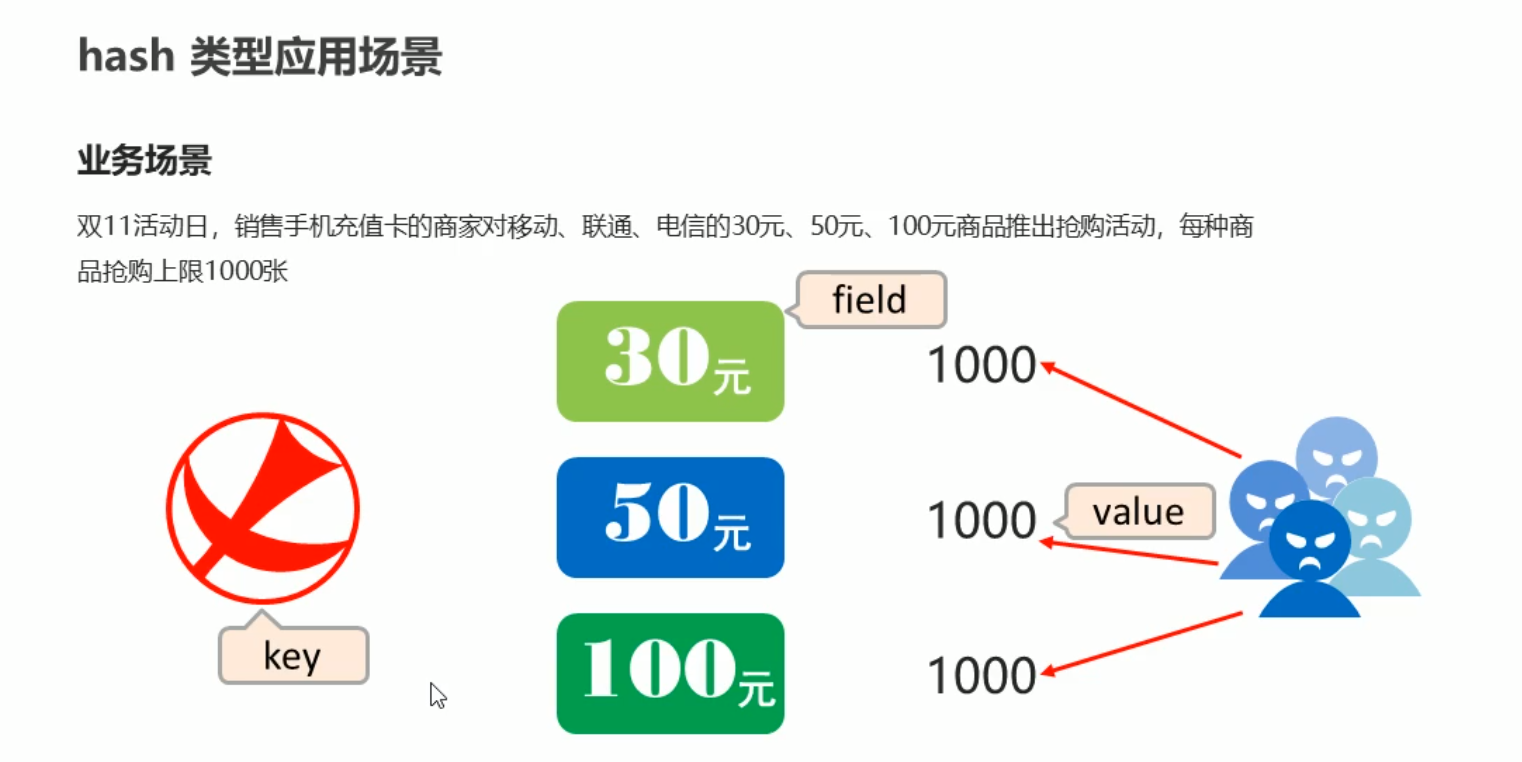 hash 类型应用场景
业务场景
双11活动日，销售手机充值卡的商家对移动、联通、电信的30元、50元、100元商品推出抢购活动，每种商
品抢购上限1000张
field
30元
1000
50元
1000
value
key
100元
1000